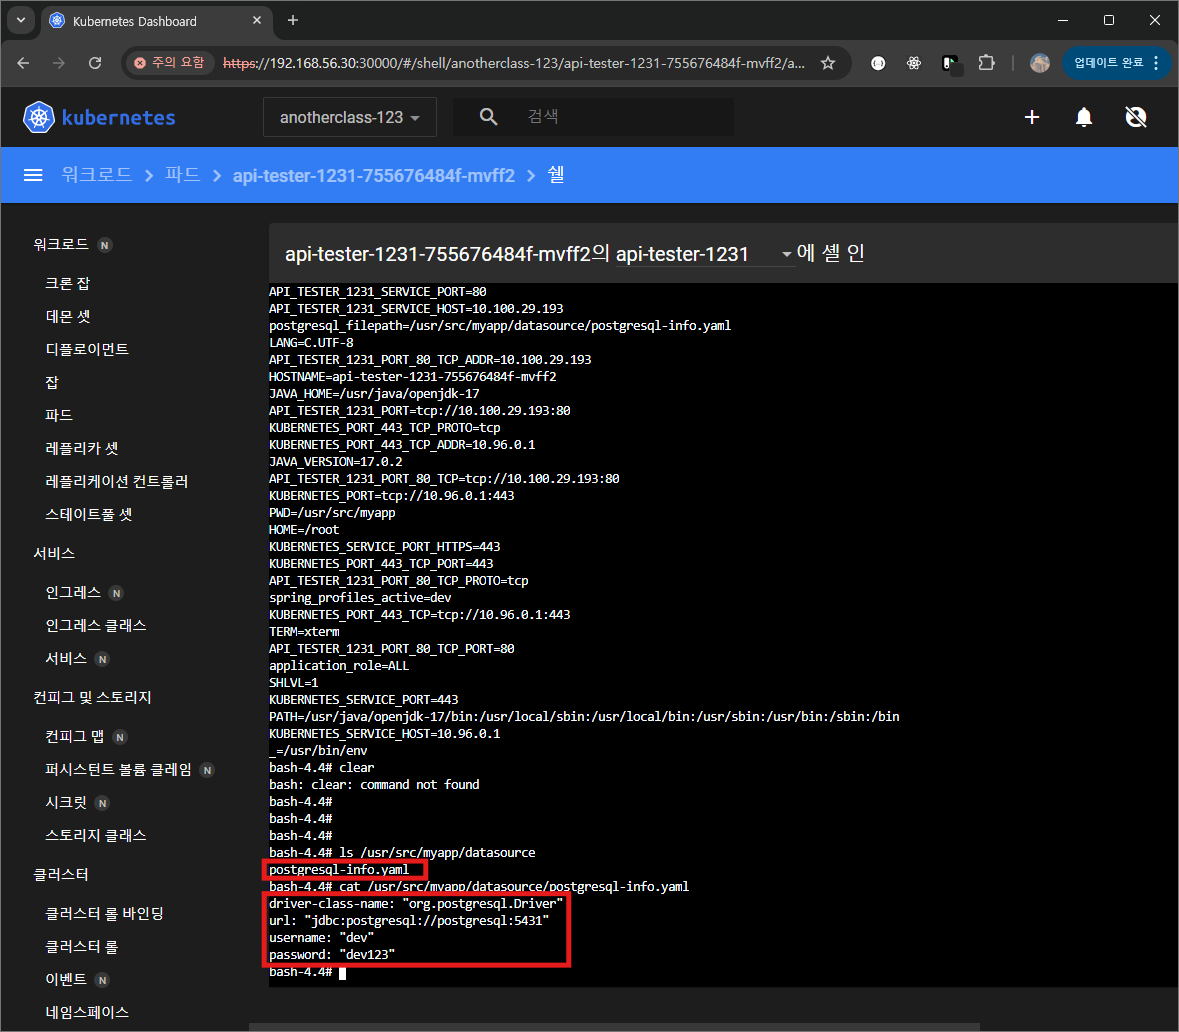 Kubernetes Dashboard
주의 요함 https://192.168.56.30:30000/#/shell/anotherclass-123/api-tester-1231-755676484f-mvff2/a... 업데이트 완료
kubernetes anotherclass-123 검색
워크로드 > 파드 > api-tester-1231-755676484f-mvff2 > 쉘
워크로드 N
크론 잡
데몬 셋
디플로이먼트
잡
파드
레플리카 셋
레플리케이션 컨트롤러
스테이트풀 셋
서비스
인그레스 N
인그레스 클래스
서비스 N
컨피그 및 스토리지
컨피그 맵 N
퍼시스턴트 볼륨 클레임 N
시크릿 N
스토리지 클래스
클러스터
클러스터 롤 바인딩
클러스터 롤
이벤트 N
네임스페이스
api-tester-1231-755676484f-mvff2의 api-tester-1231 에 셸 인
API_TESTER_1231_SERVICE_PORT=80
API_TESTER_1231_SERVICE_HOST=10.100.29.193
postgresql_filepath=/usr/src/myapp/datasource/postgresql-info.yaml
LANG=C.UTF-8
API_TESTER_1231_PORT_80_TCP_ADDR=10.100.29.193
HOSTNAME=api-tester-1231-755676484f-mvff2
JAVA_HOME=/usr/java/openjdk-17
API_TESTER_1231_PORT=tcp://10.100.29.193:80
KUBERNETES_PORT_443_TCP_PROTO=tcp
KUBERNETES_PORT_443_TCP_ADDR=10.96.0.1
JAVA_VERSION=17.0.2
API_TESTER_1231_PORT_80_TCP=tcp://10.100.29.193:80
KUBERNETES_PORT=tcp://10.96.0.1:443
PWD=/usr/src/myapp
HOME=/root
KUBERNETES_SERVICE_PORT_HTTPS=443
KUBERNETES_PORT_443_TCP_PORT=443
API_TESTER_1231_PORT_80_TCP_PROTO=tcp
spring_profiles_active=dev
KUBERNETES_PORT_443_TCP=tcp://10.96.0.1:443
TERM=xterm
API_TESTER_1231_PORT_80_TCP_PORT=80
application_role=ALL
SHLVL=1
KUBERNETES_SERVICE_PORT=443
PATH=/usr/java/openjdk-17/bin:/usr/local/sbin:/usr/local/bin:/usr/sbin:/usr/bin:/sbin:/bin
KUBERNETES_SERVICE_HOST=10.96.0.1
_=/usr/bin/env
bash-4.4# clear
bash: clear: command not found
bash-4.4#
bash-4.4#
bash-4.4#
bash-4.4# ls /usr/src/myapp/datasource
postgresql-info.yaml
bash-4.4# cat /usr/src/myapp/datasource/postgresql-info.yaml
driver-class-name: "org.postgresql.Driver"
url: "jdbc:postgresql://postgresql:5431"
username: "dev"
password: "dev123"
bash-4.4#